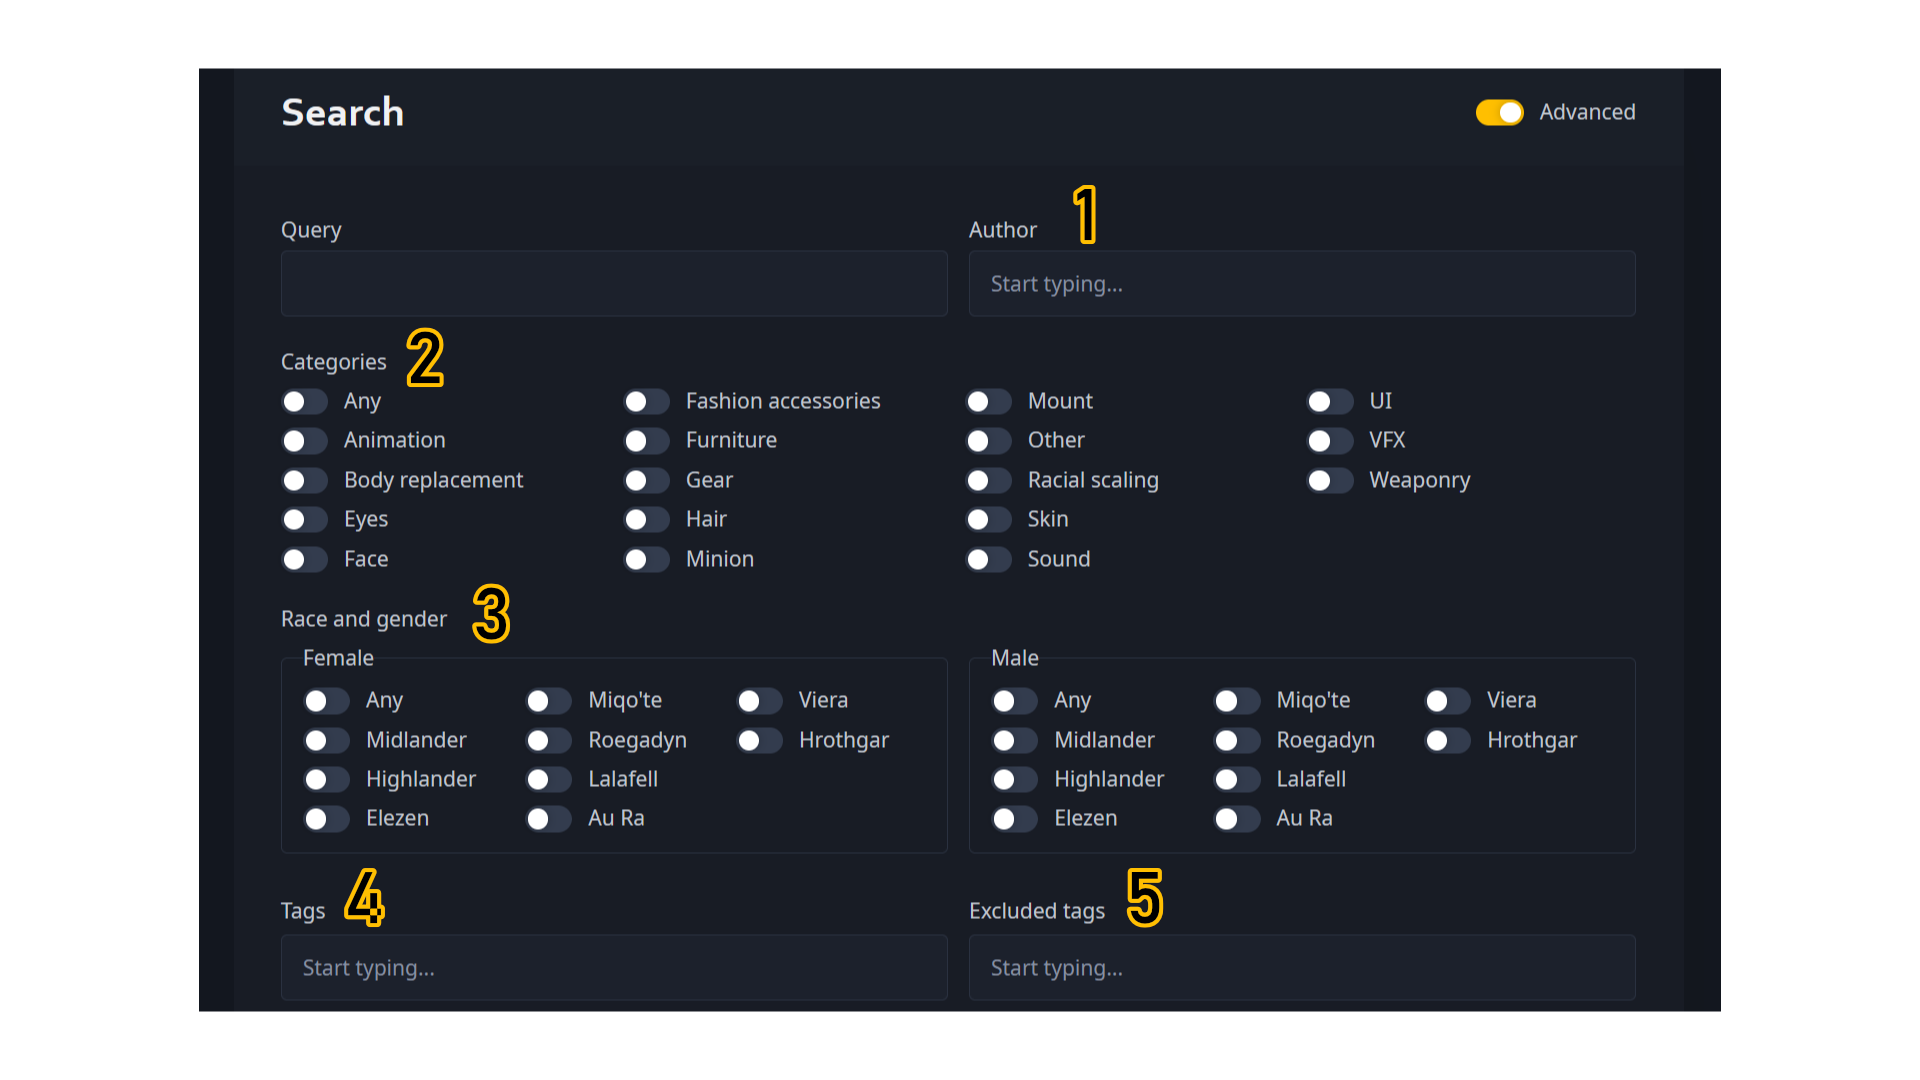 Search
Advanced
Query
Author 1
Start typing...
Categories 2
Any Fashion accessories Mount UI
Animation Furniture Other VFX
Body replacement Gear Racial scaling Weaponry
Eyes Hair Skin
Face Minion Sound
Race and gender 3
Female
Any Miqo'te Viera
Midlander Roegadyn Hrothgar
Highlander Lalafell
Elezen Au Ra
Male
Any Miqo'te Viera
Midlander Roegadyn Hrothgar
Highlander Lalafell
Elezen Au Ra
Tags 4
Start typing...
Excluded tags 5
Start typing...